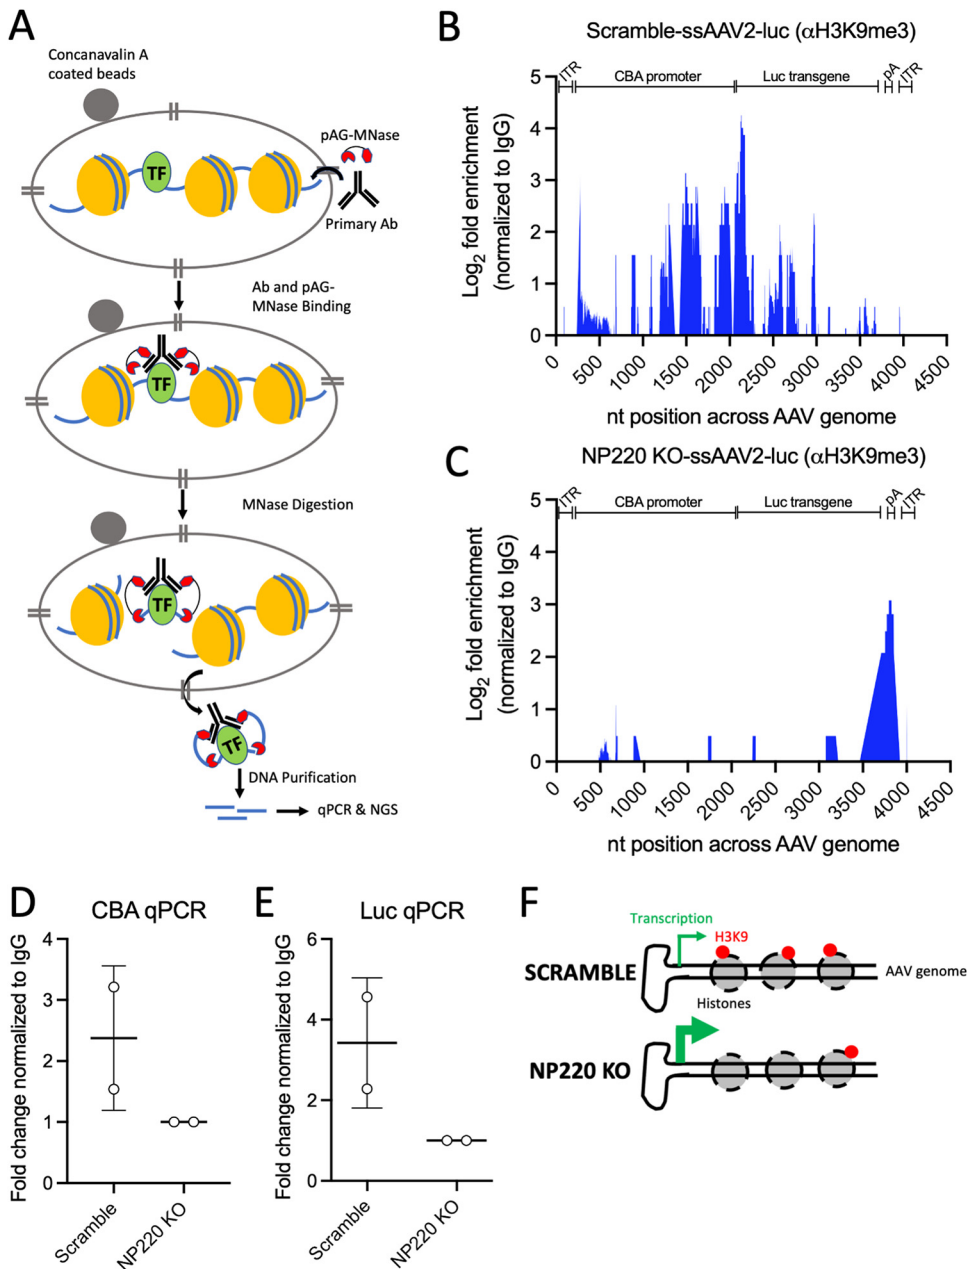 A
Concanavalin A
coated beads
pAG-MNase
TF
Primary Ab
Ab and pAG-
MNase Binding
TF
MNase Digestion
TF
TF
DNA Purification
qPCR & NGS
B
Scramble-ssAAV2-luc (αH3K9me3)
ITR
CBA promoter
Luc transgene
pA
ITR
Log2 fold enrichment
(normalized to IgG)
5
4
3
2
1
0
0
500
1000
1500
2000
2500
3000
3500
4000
4500
nt position across AAV genome
C
NP220 KO-ssAAV2-luc (αH3K9me3)
ITR
CBA promoter
Luc transgene
pA
ITR
Log2 fold enrichment
(normalized to IgG)
5
4
3
2
1
0
0
500
1000
1500
2000
2500
3000
3500
4000
4500
nt position across AAV genome
D
CBA qPCR
Fold change normalized to IgG
4
3
2
1
0
Scramble
NP220 KO
E
Luc qPCR
Fold change normalized to IgG
6
4
2
0
Scramble
NP220 KO
F
Transcription
H3K9
SCRAMBLE
AAV genome
Histones
NP220 KO